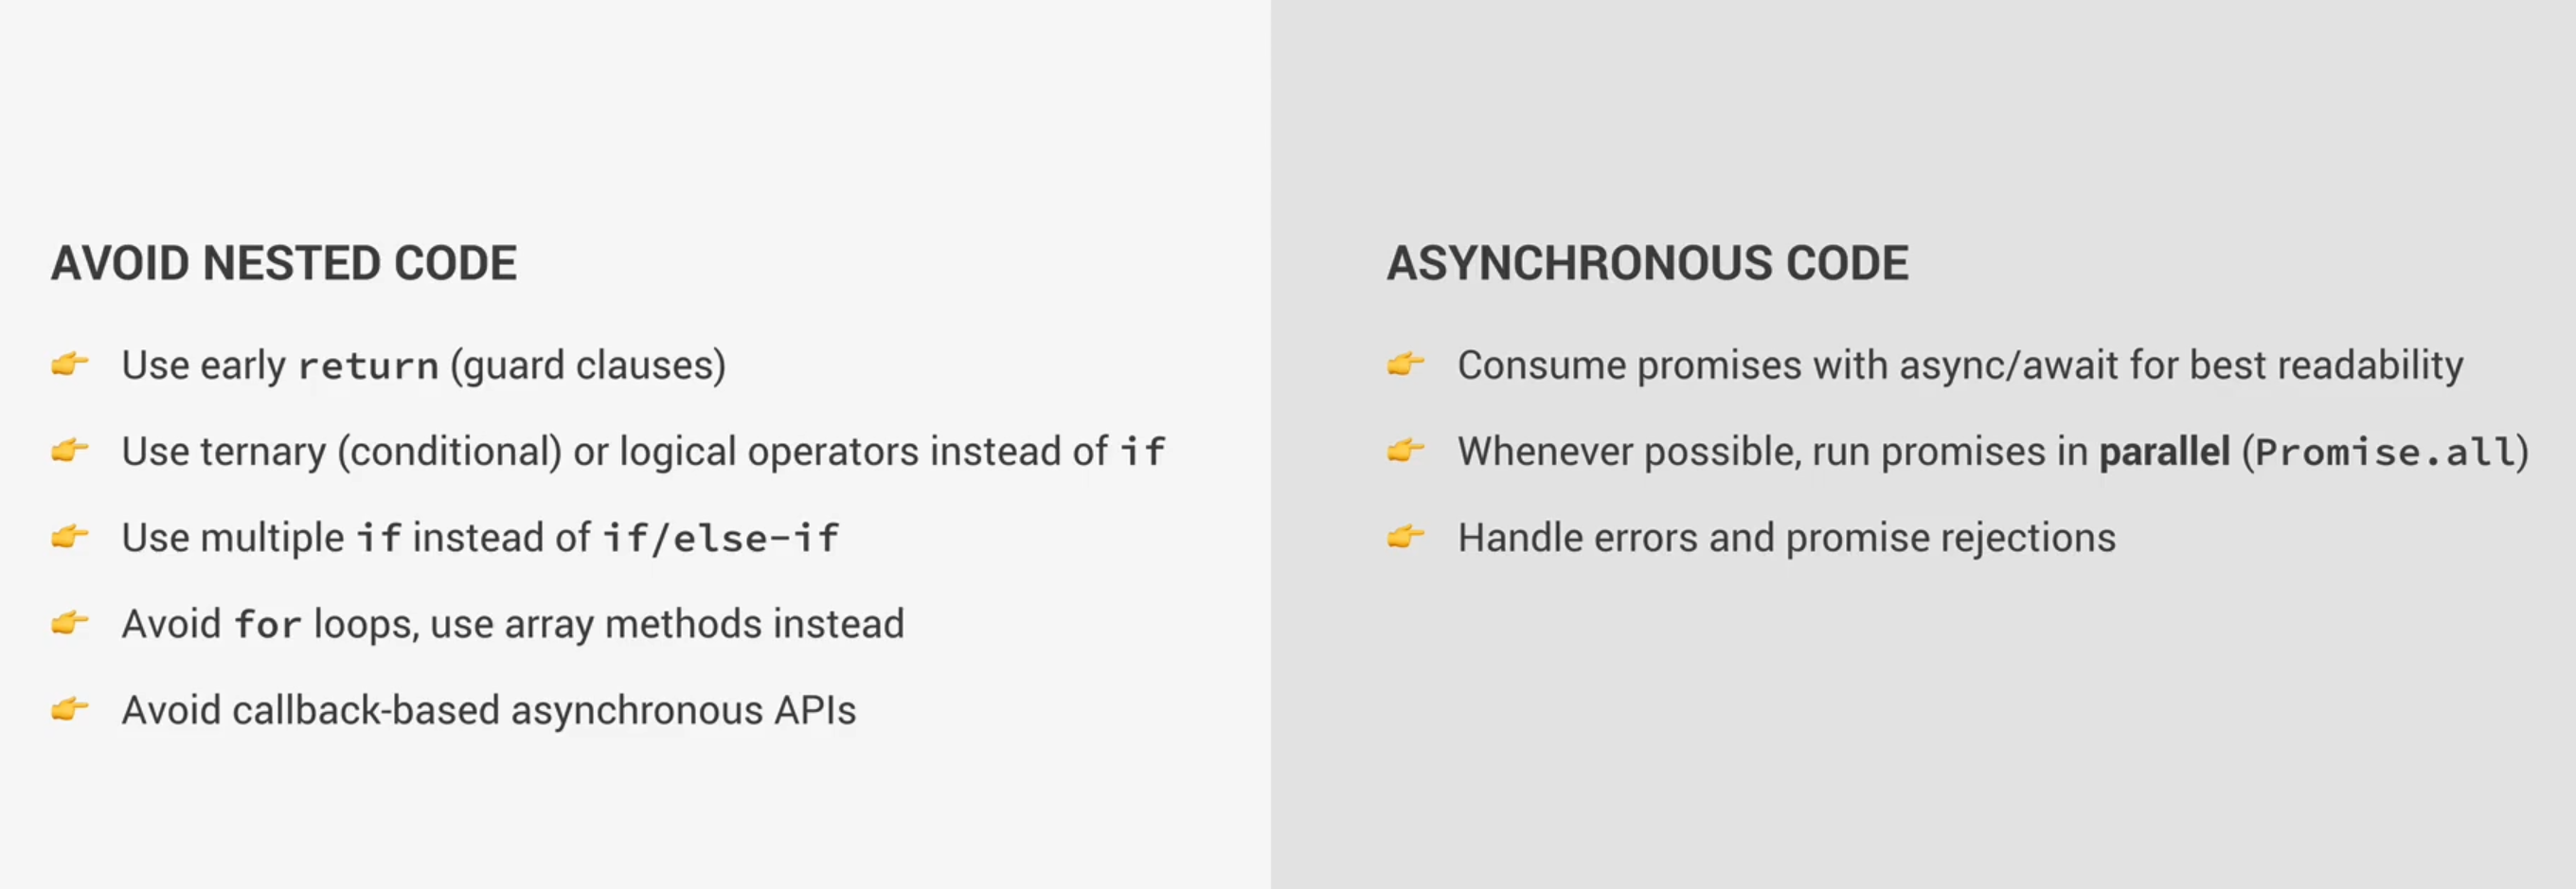 AVOID NESTED CODE
👉 Use early return (guard clauses)
👉 Use ternary (conditional) or logical operators instead of if
👉 Use multiple if instead of if/else-if
👉 Avoid for loops, use array methods instead
👉 Avoid callback-based asynchronous APIs
ASYNCHRONOUS CODE
👉 Consume promises with async/await for best readability
👉 Whenever possible, run promises in parallel (Promise.all)
👉 Handle errors and promise rejections